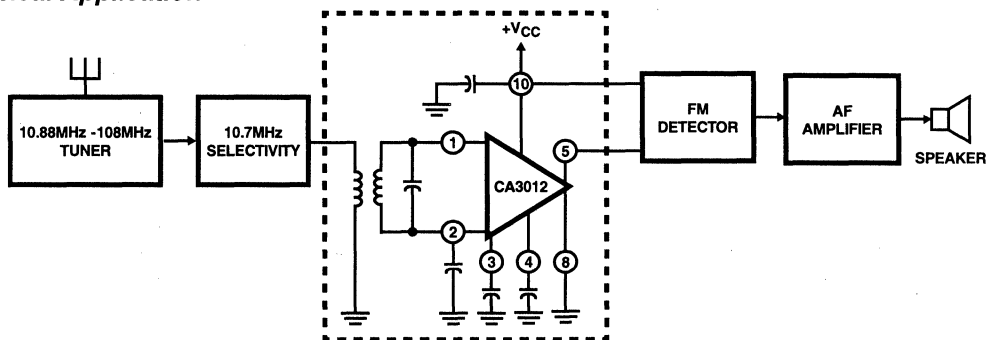 +VCC
10.88MHz -108MHz
TUNER
10.7MHz
SELECTIVITY
1
2
3
4
5
8
10
CA3012
FM
DETECTOR
AF
AMPLIFIER
SPEAKER